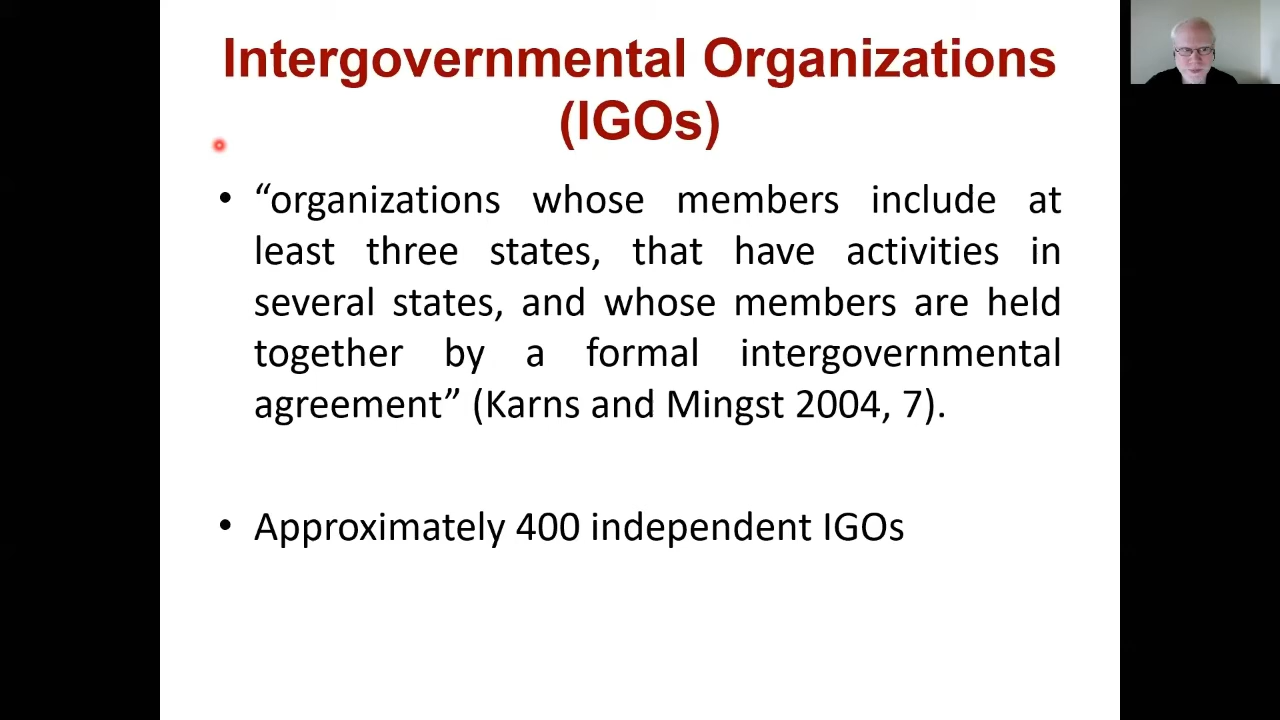 Intergovernmental Organizations
(IGOs)
• “organizations whose members include at
least three states, that have activities in
several states, and whose members are held
together by a formal intergovernmental
agreement” (Karns and Mingst 2004, 7).
• Approximately 400 independent IGOs